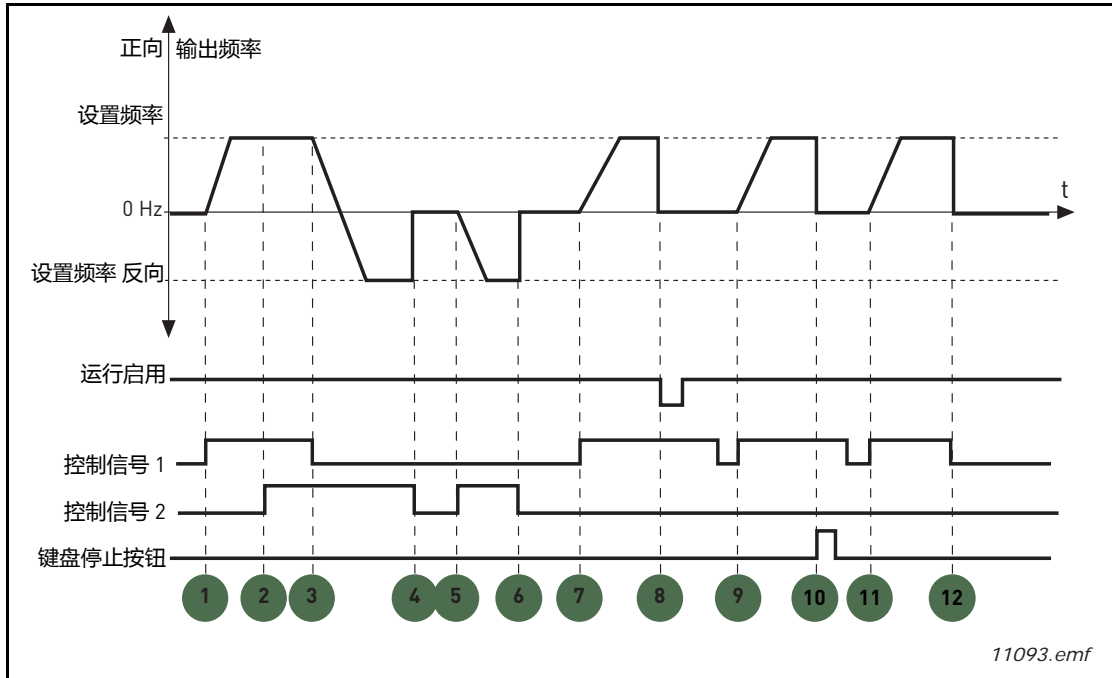 正向 输出频率
设置频率
t
0 Hz
设置频率 反向
运行启用
控制信号 1
控制信号 2
键盘停止按钮
1 2 3 4 5 6 7 8 9 10 11 12
11093.emf